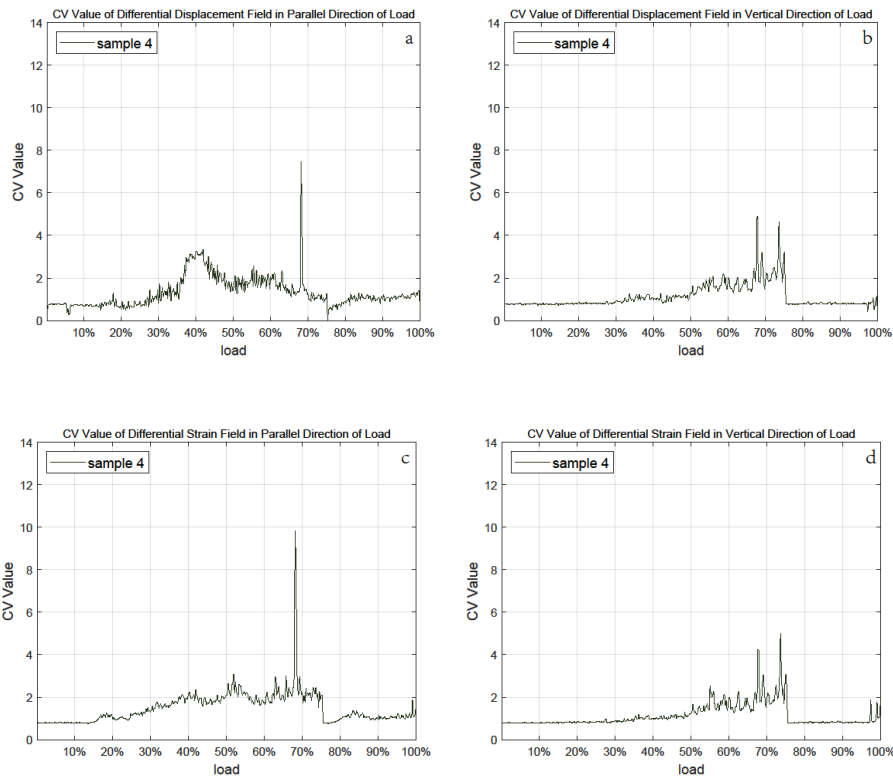 CV Value of Differential Displacement Field in Parallel Direction of Load
14
12
10
8
6
4
2
0
CV Value
sample 4
a
10% 20% 30% 40% 50% 60% 70% 80% 90% 100%
load
CV Value of Differential Displacement Field in Vertical Direction of Load
14
12
10
8
6
4
2
0
CV Value
sample 4
b
10% 20% 30% 40% 50% 60% 70% 80% 90% 100%
load
CV Value of Differential Strain Field in Parallel Direction of Load
14
12
10
8
6
4
2
0
CV Value
sample 4
c
10% 20% 30% 40% 50% 60% 70% 80% 90% 100%
load
CV Value of Differential Strain Field in Vertical Direction of Load
14
12
10
8
6
4
2
0
CV Value
sample 4
d
10% 20% 30% 40% 50% 60% 70% 80% 90% 100%
load